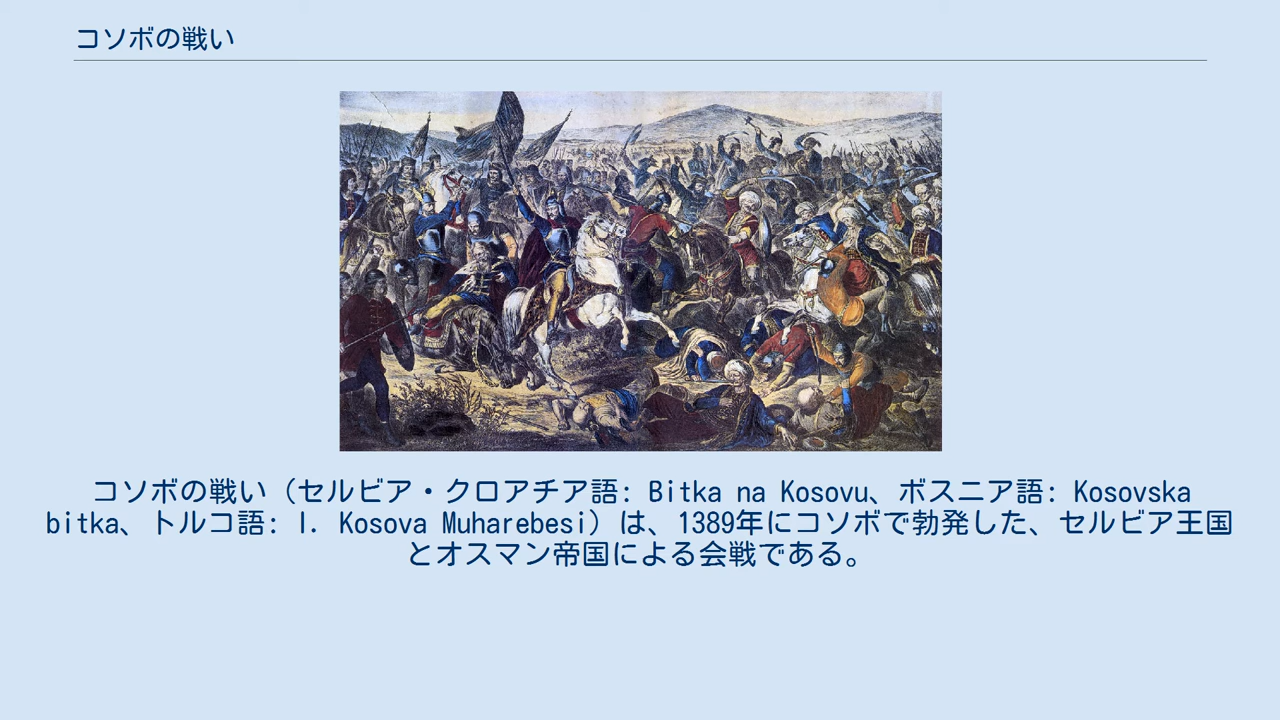 コソボの戦い
コソボの戦い（セルビア・クロアチア語: Bitka na Kosovu、ボスニア語: Kosovska
bitka、トルコ語: I. Kosova Muharebesi）は、1389年にコソボで勃発した、セルビア王国
とオスマン帝国による会戦である。